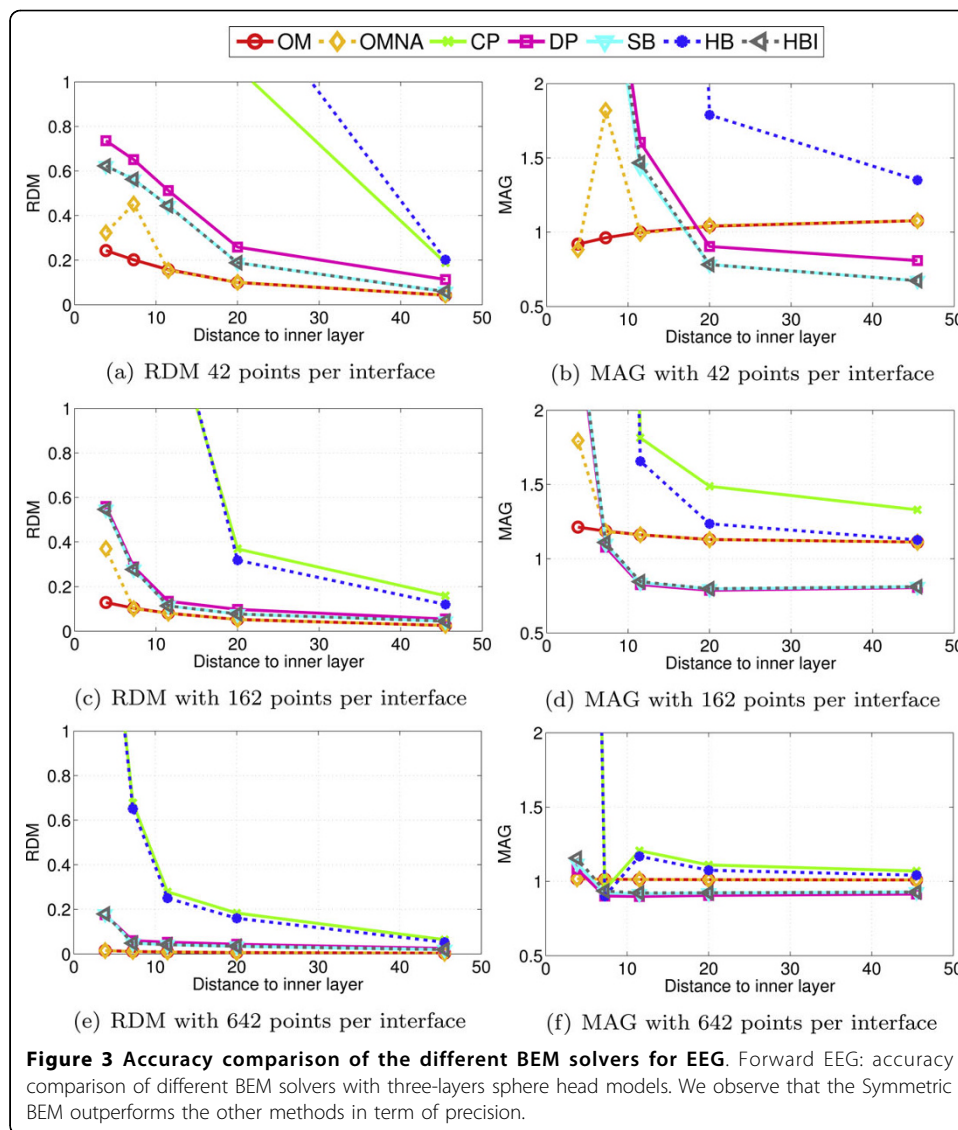 OM OMNA CP DP SB HB HBI
1
0.8
0.6
0.4
0.2
0
RDM
0 10 20 30 40 50
Distance to inner layer
(a) RDM 42 points per interface
2
1.5
1
0.5
MAG
0 10 20 30 40 50
Distance to inner layer
(b) MAG with 42 points per interface
1
0.8
0.6
0.4
0.2
0
RDM
0 10 20 30 40 50
Distance to inner layer
(c) RDM with 162 points per interface
2
1.5
1
0.5
MAG
0 10 20 30 40 50
Distance to inner layer
(d) MAG with 162 points per interface
1
0.8
0.6
0.4
0.2
0
RDM
0 10 20 30 40 50
Distance to inner layer
(e) RDM with 642 points per interface
2
1.5
1
0.5
MAG
0 10 20 30 40 50
Distance to inner layer
(f) MAG with 642 points per interface
Figure 3 Accuracy comparison of the different BEM solvers for EEG. Forward EEG: accuracy
comparison of different BEM solvers with three-layers sphere head models. We observe that the Symmetric
BEM outperforms the other methods in term of precision.